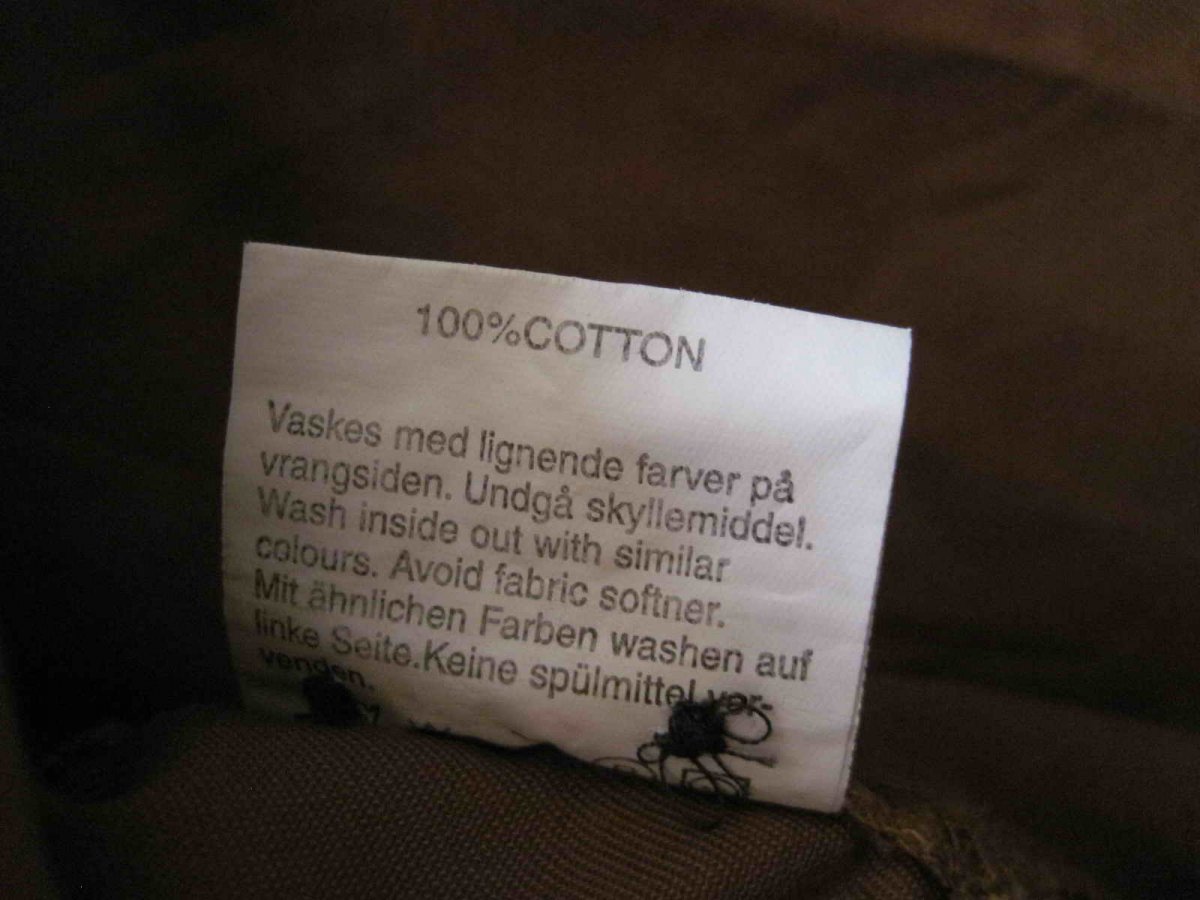 100%COTTON
Vaskes med lignende farver på
vrangsiden. Undgå skyllemiddel.
Wash inside out with similar
colours. Avoid fabric softner.
Mit ähnlichen Farben washen auf
linke Seite.Keine spülmittel ver-
venden.